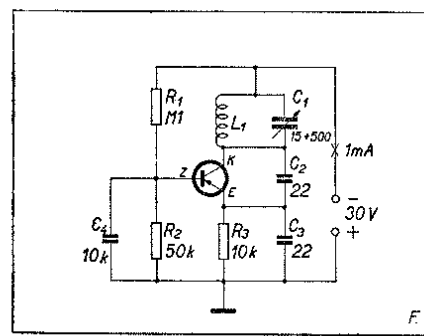 R1
M1
L1
C1
15+500
1mA
K
Z
E
C2
22
C4
10k
R2
50k
R3
10k
C3
22
-
30V
+
F.